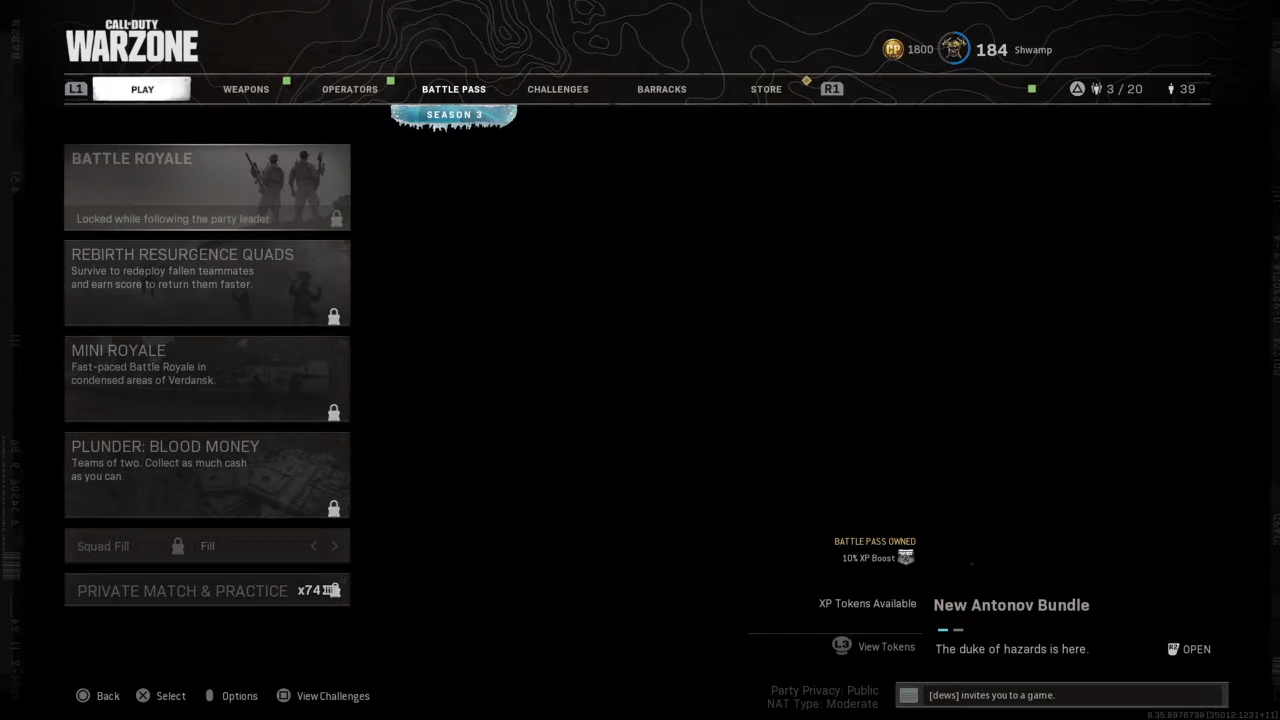 CALL OF DUTY
WARZONE
CP 1800 184 Shwamp
L1 PLAY WEAPONS OPERATORS BATTLE PASS CHALLENGES BARRACKS STORE R1 3 / 20 39
SEASON 3
BATTLE ROYALE
Locked while following the party leader
REBIRTH RESURGENCE QUADS
Survive to redeploy fallen teammates
and earn score to return them faster.
MINI ROYALE
Fast-paced Battle Royale in
condensed areas of Verdansk.
PLUNDER: BLOOD MONEY
Teams of two. Collect as much cash
as you can.
Squad Fill Fill
PRIVATE MATCH & PRACTICE x74
BATTLE PASS OWNED
10% XP Boost
XP Tokens Available
L3 View Tokens
New Antonov Bundle
The duke of hazards is here.
R2 OPEN
Back Select Options View Challenges
Party Privacy: Public
NAT Type: Moderate
[dews] invites you to a game.